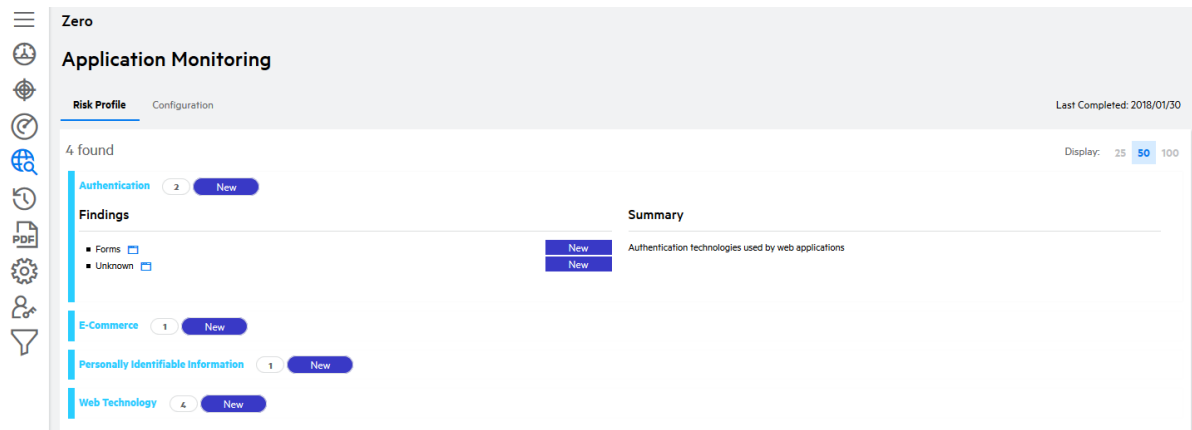 Zero
Application Monitoring
Risk Profile Configuration Last Completed: 2018/01/30
4 found Display: 25 50 100
Authentication 2 New
Findings Summary
Forms New Authentication technologies used by web applications
Unknown New
E-Commerce 1 New
Personally Identifiable Information 1 New
Web Technology 4 New
PDF